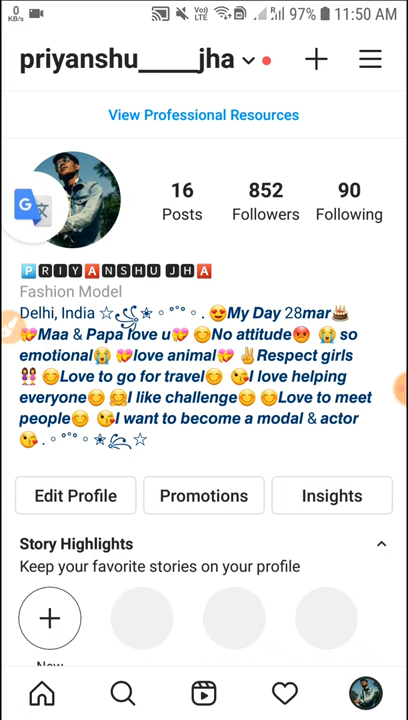 0
KB/s
Vo)
LTE
97% 11:50 AM
priyanshu____jha
View Professional Resources
G
16
852
90
Posts
Followers
Following
🅿🆁🅸🆈🅰🅽🆂🅷🆄 🅹🅷🅰
Fashion Model
Delhi, India ☆꧁✬◦°˚°◦. 😍My Day 28mar🎂
💝Maa & Papa love u💝 😊No attitude😡 😭 so
emotional😭 💝love animal💝 ✌Respect girls
👭 😊Love to go for travel😊 😘I love helping
everyone😊 🤗I like challenge😊 😊Love to meet
people😊 😘I want to become a modal & actor
😘.◦°˚°◦✬꧂☆
Edit Profile
Promotions
Insights
Story Highlights
Keep your favorite stories on your profile
New